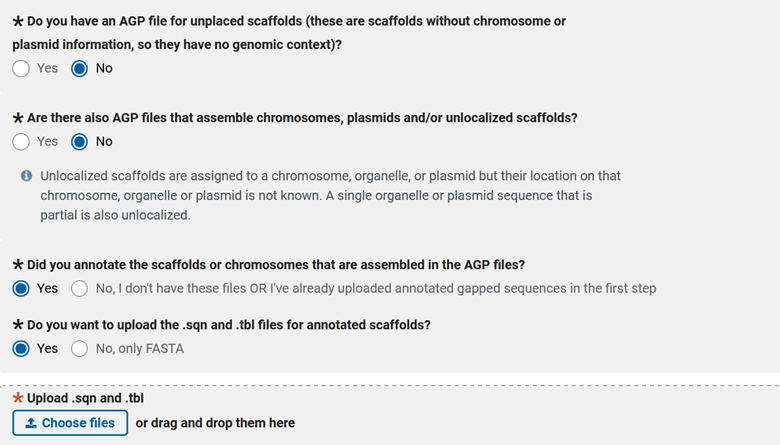 * Do you have an AGP file for unplaced scaffolds (these are scaffolds without chromosome or
plasmid information, so they have no genomic context)?
Yes No
* Are there also AGP files that assemble chromosomes, plasmids and/or unlocalized scaffolds?
Yes No
Unlocalized scaffolds are assigned to a chromosome, organelle, or plasmid but their location on that
chromosome, organelle or plasmid is not known. A single organelle or plasmid sequence that is
partial is also unlocalized.
* Did you annotate the scaffolds or chromosomes that are assembled in the AGP files?
Yes No, I don't have these files OR I've already uploaded annotated gapped sequences in the first step
* Do you want to upload the .sqn and .tbl files for annotated scaffolds?
Yes No, only FASTA
* Upload .sqn and .tbl
Choose files or drag and drop them here